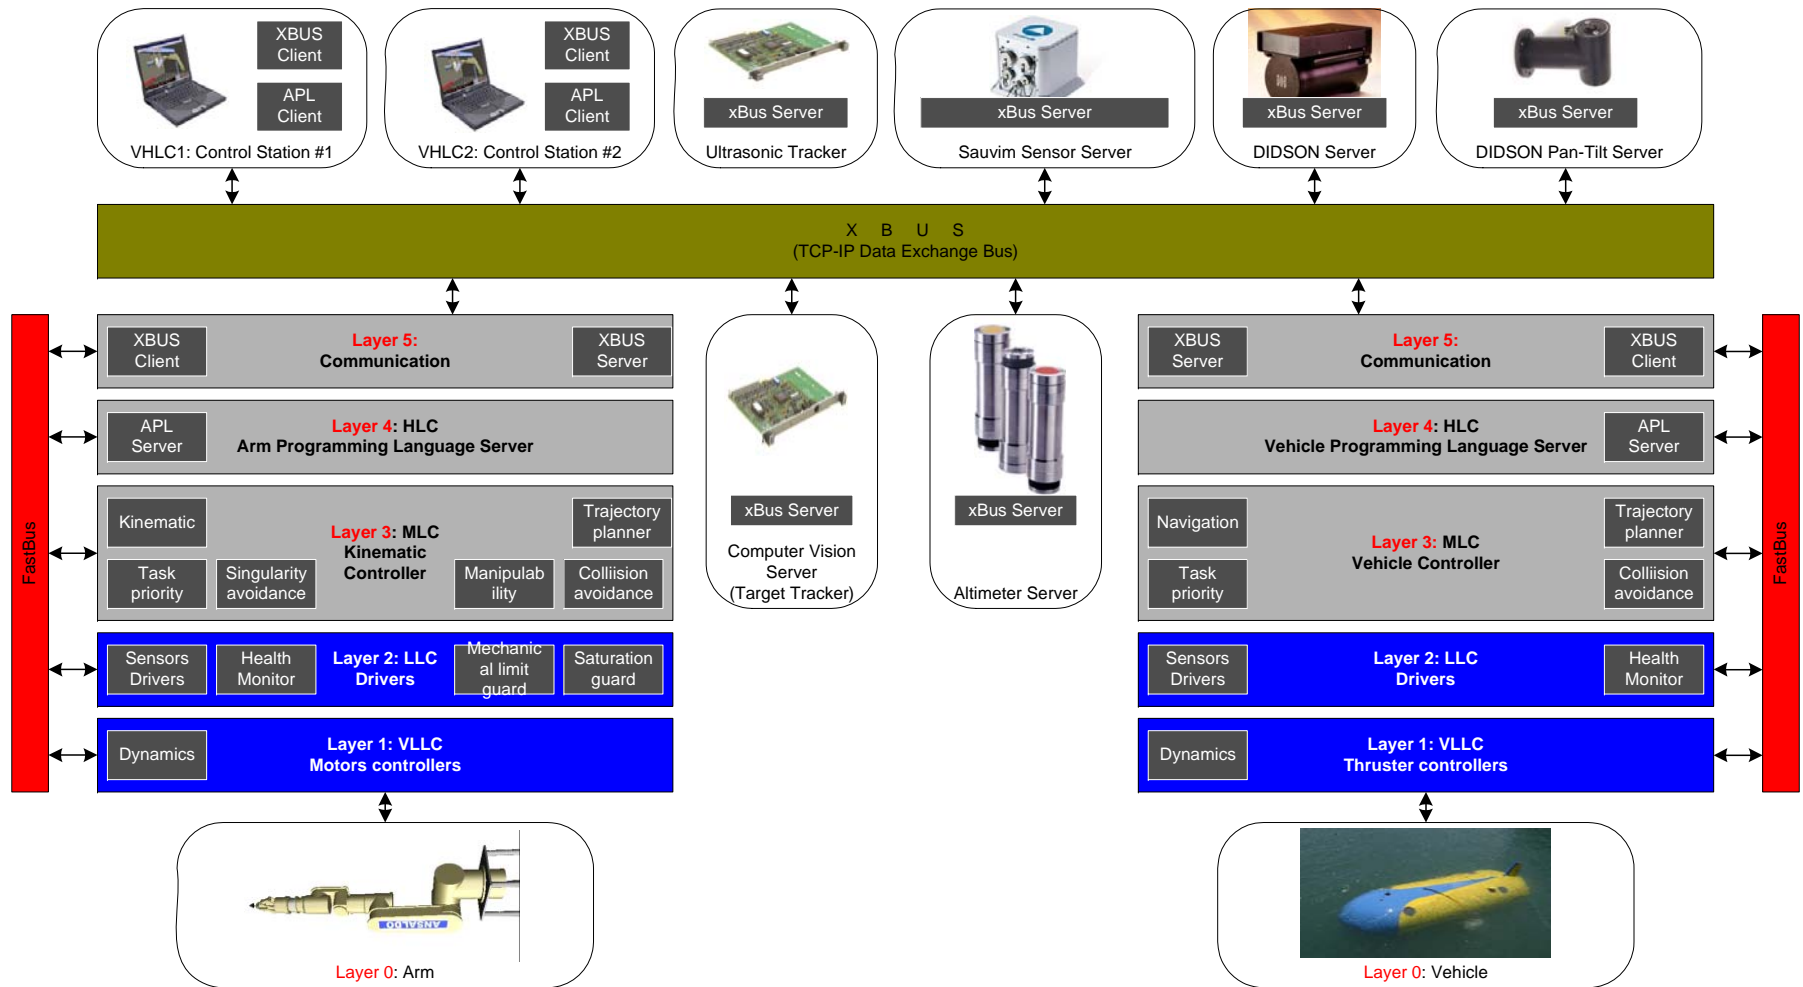 XBUS
Client
APL
Client
VHLC1: Control Station #1
XBUS
Client
APL
Client
VHLC2: Control Station #2
xBus Server
Ultrasonic Tracker
xBus Server
Sauvim Sensor Server
xBus Server
DIDSON Server
xBus Server
DIDSON Pan-Tilt Server
X B U S
(TCP-IP Data Exchange Bus)
FastBus
XBUS
Client
Layer 5:
Communication
XBUS
Server
APL
Server
Layer 4: HLC
Arm Programming Language Server
Kinematic
Layer 3: MLC
Kinematic
Controller
Trajectory
planner
Task
priority
Singularity
avoidance
Manipulab
ility
Colliision
avoidance
Sensors
Drivers
Health
Monitor
Layer 2: LLC
Drivers
Mechanic
al limit
guard
Saturation
guard
Dynamics
Layer 1: VLLC
Motors controllers
ANSALDO
Layer 0: Arm
xBus Server
Computer Vision
Server
(Target Tracker)
xBus Server
Altimeter Server
XBUS
Server
Layer 5:
Communication
XBUS
Client
Layer 4: HLC
Vehicle Programming Language Server
APL
Server
Navigation
Layer 3: MLC
Vehicle Controller
Trajectory
planner
Task
priority
Colliision
avoidance
Sensors
Drivers
Layer 2: LLC
Drivers
Health
Monitor
Dynamics
Layer 1: VLLC
Thruster controllers
FastBus
Layer 0: Vehicle